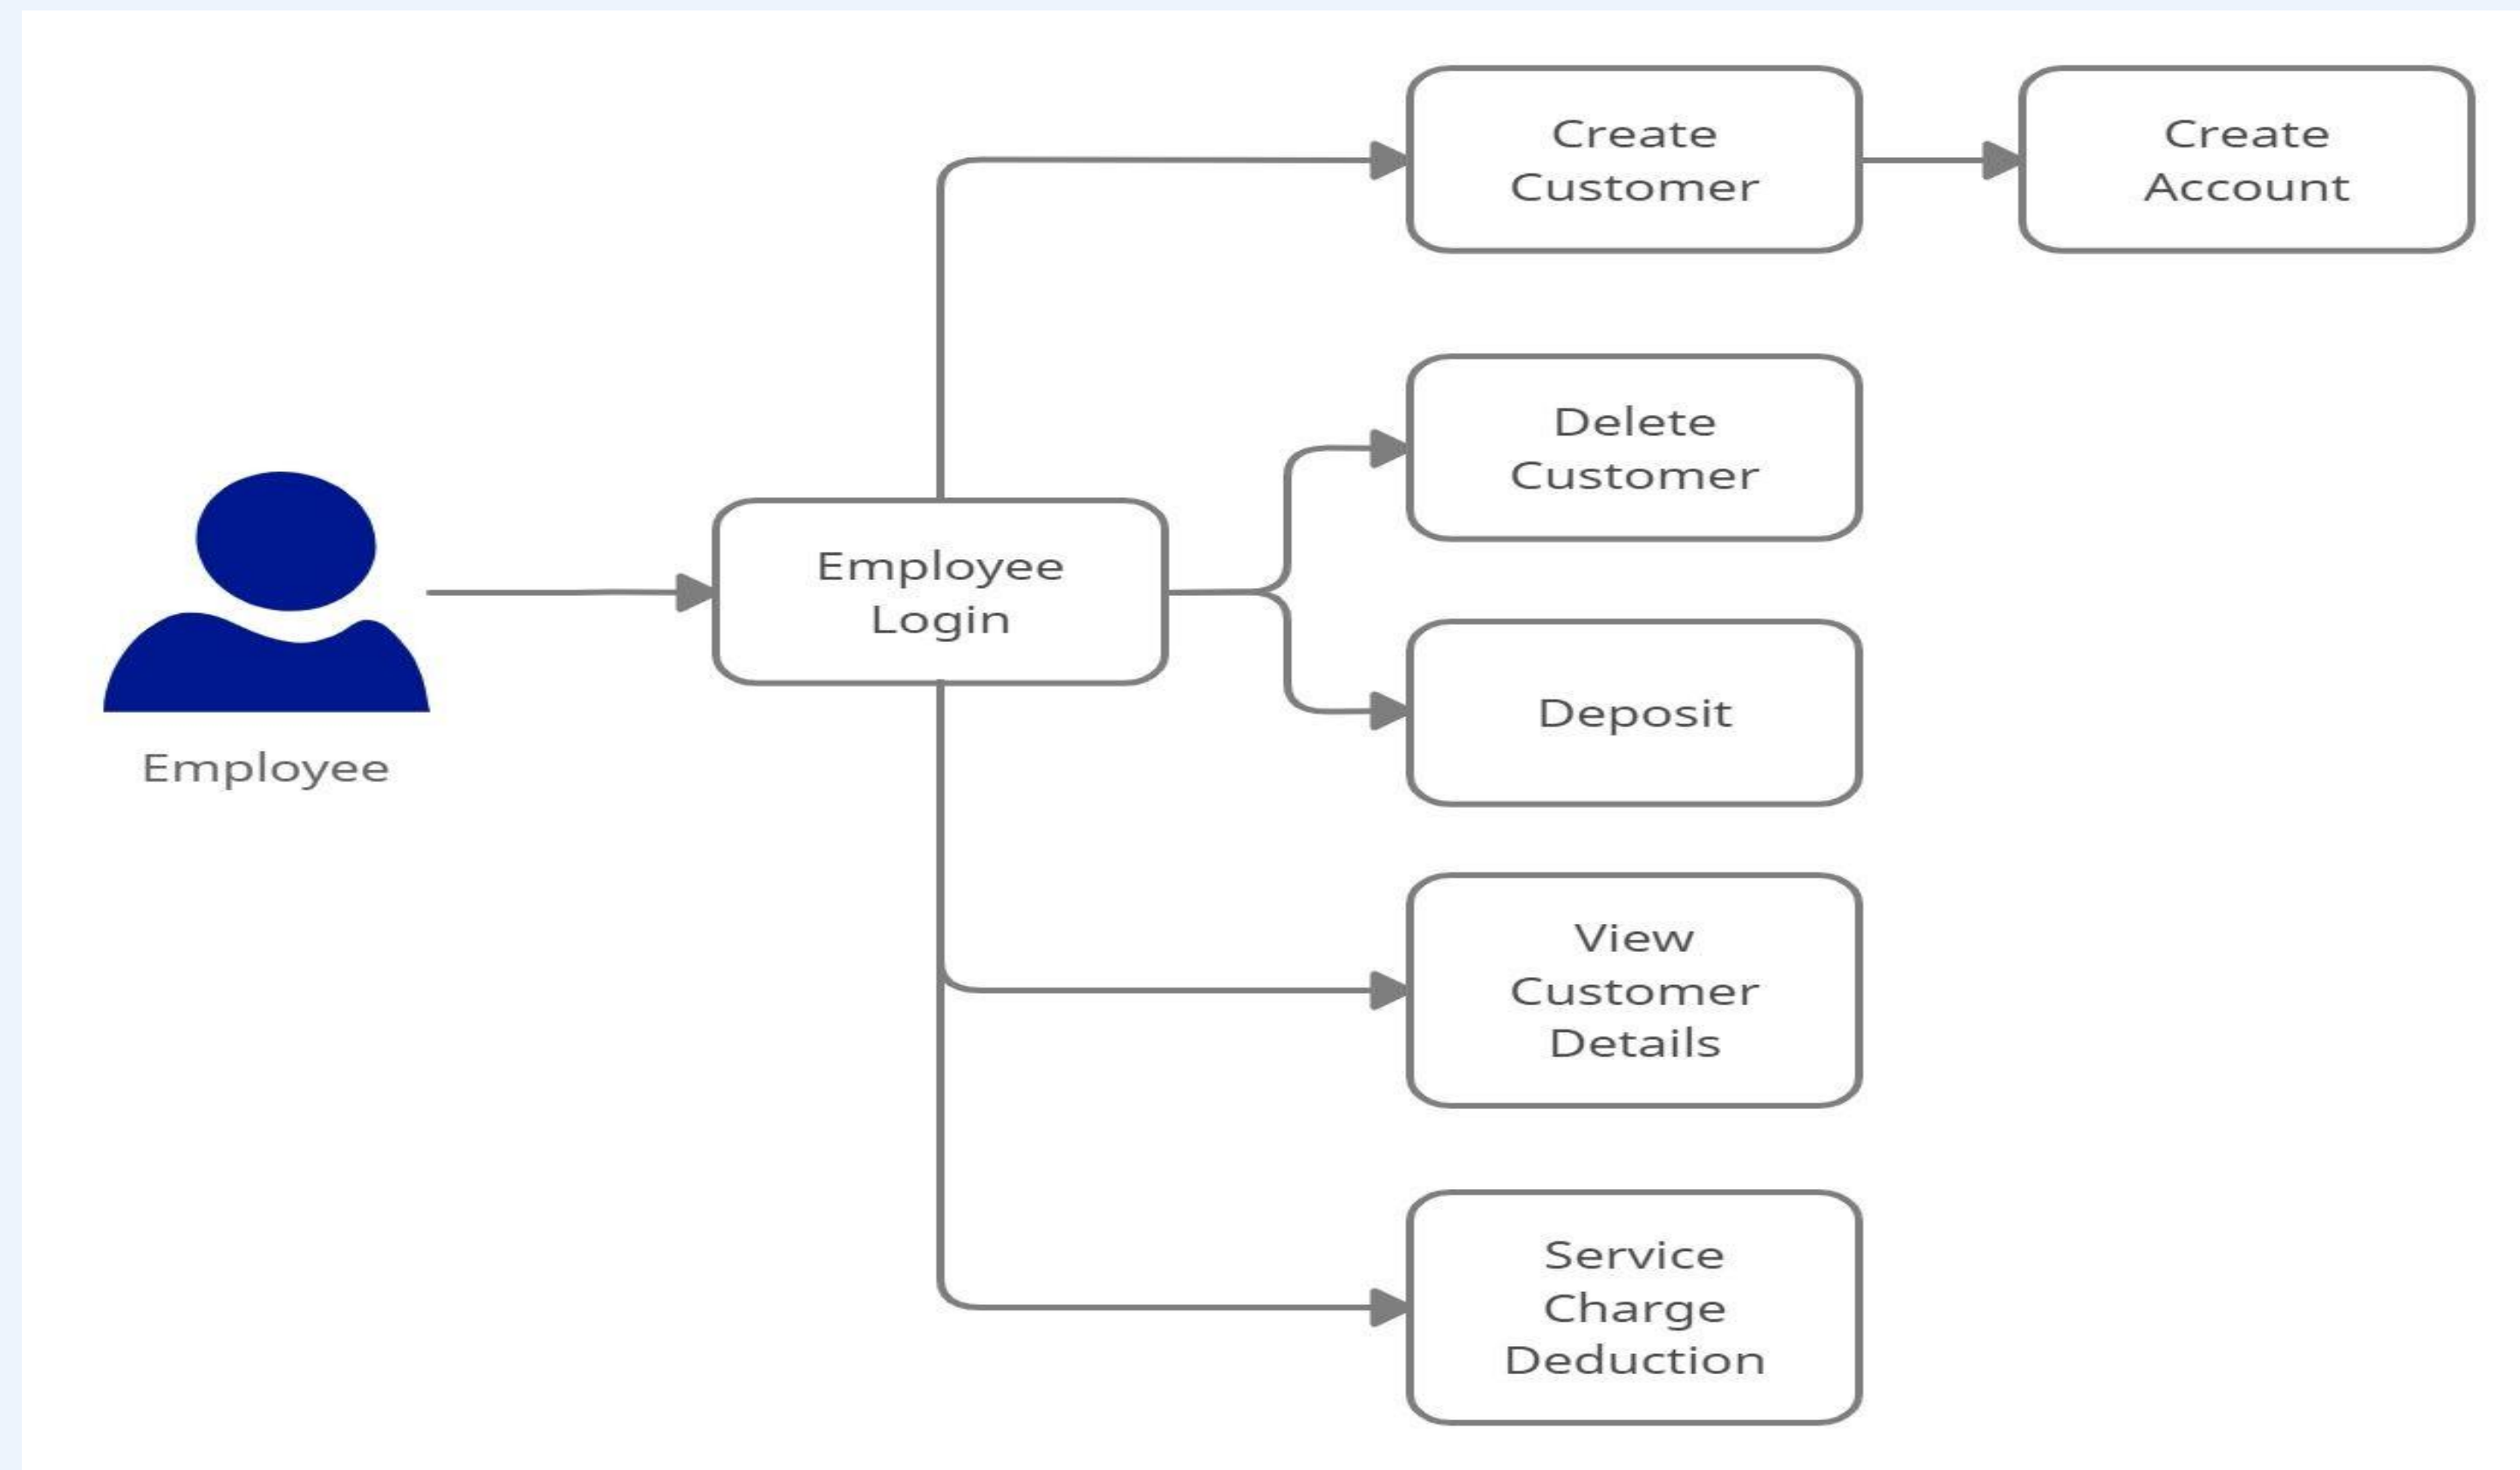 Create
Customer
Create
Account
Delete
Customer
Employee
Login
Deposit
Employee
View
Customer
Details
Service
Charge
Deduction